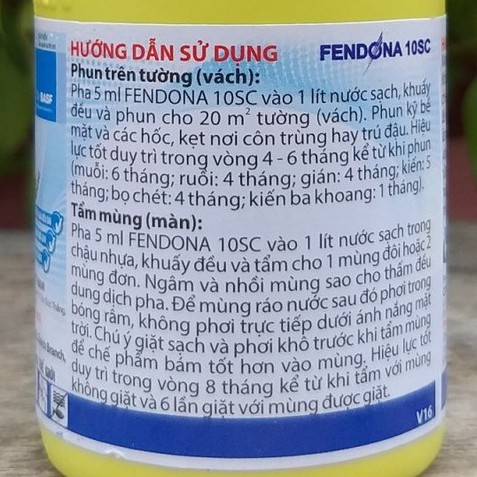 HƯỚNG DẪN SỬ DỤNG
FENDONA 10SC
Phun trên tường (vách):
Pha 5 ml FENDONA 10SC vào 1 lít nước sạch, khuấy
đều và phun cho 20 m² tường (vách). Phun kỹ bề
mặt và các hốc, kẹt nơi côn trùng hay trú đậu. Hiệu
lực tốt duy trì trong vòng 4 - 6 tháng kể từ khi phun
(muỗi: 6 tháng; ruồi: 4 tháng; gián: 4 tháng; kiến: 5
tháng; bọ chét: 4 tháng; kiến ba khoang: 1 tháng).
Tẩm mùng (màn):
Pha 5 ml FENDONA 10SC vào 1 lít nước sạch trong
chậu nhựa, khuấy đều và tẩm cho 1 mùng đôi hoặc 2
mùng đơn. Ngâm và nhồi mùng sao cho thấm đều
dung dịch pha. Để mùng ráo nước sau đó phơi trong
bóng râm, không phơi trực tiếp dưới ánh nắng mặt
trời. Chú ý giặt sạch và phơi khô trước khi tẩm mùng
để chế phẩm bám tốt hơn vào mùng. Hiệu lực tốt
duy trì trong vòng 8 tháng kể từ khi tẩm với mùng
không giặt và 6 lần giặt với mùng được giặt.
V16
BASF